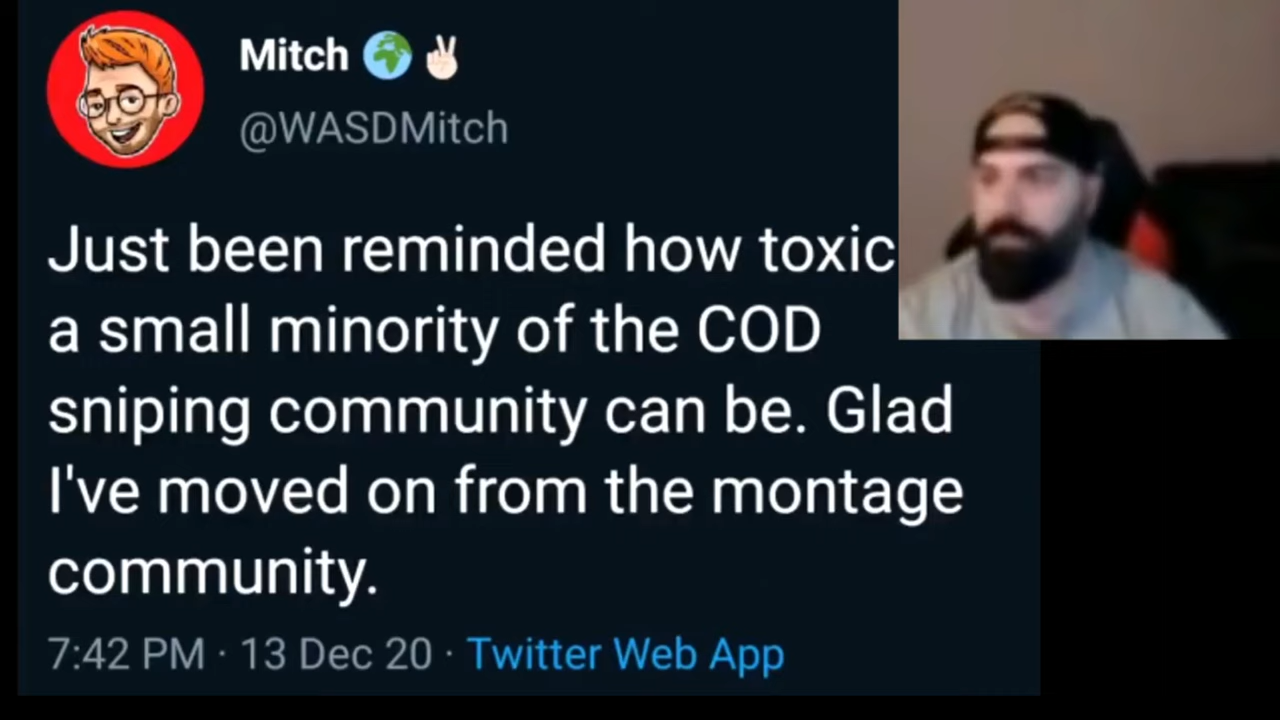 Mitch 🌍✌🏻
@WASDMitch
Just been reminded how toxic
a small minority of the COD
sniping community can be. Glad
I've moved on from the montage
community.
7:42 PM · 13 Dec 20 · Twitter Web App